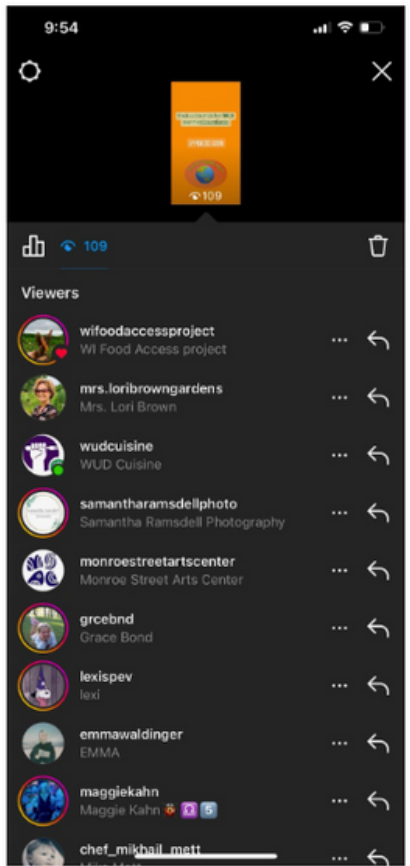 9:54
109
109
Viewers
wifoodaccessproject
WI Food Access project
mrs.loribrowngardens
Mrs. Lori Brown
wudcuisine
WUD Cuisine
samantharamsdellphoto
Samantha Ramsdell Photography
monroestreetartscenter
Monroe Street Arts Center
grcebnd
Grace Bond
lexispev
lexi
emmawaldinger
EMMA
maggiekahn
Maggie Kahn 🐞 ♎ 5️⃣
chef_mikhail_mett